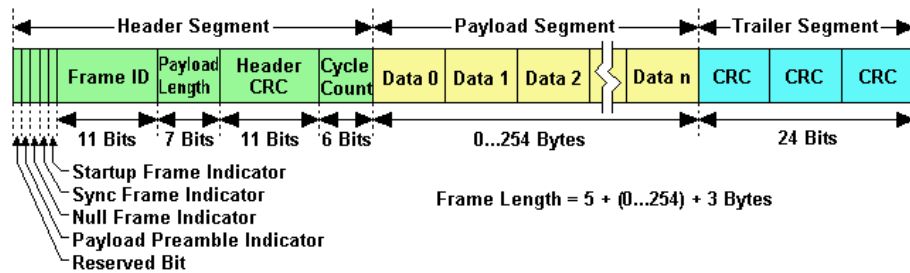 Header Segment Payload Segment Trailer Segment
Frame ID Payload Length Header CRC Cycle Count Data 0 Data 1 Data 2 Data n CRC CRC CRC
11 Bits 7 Bits 11 Bits 6 Bits 0...254 Bytes 24 Bits
Startup Frame Indicator
Sync Frame Indicator
Null Frame Indicator
Payload Preamble Indicator
Reserved Bit
Frame Length = 5 + (0...254) + 3 Bytes